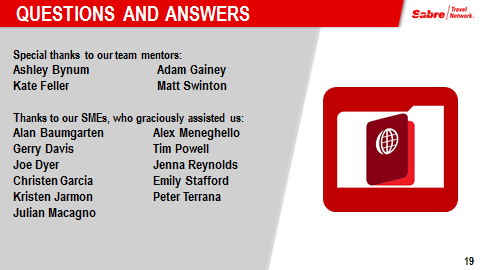 QUESTIONS AND ANSWERS
Sabre Travel Network.
Special thanks to our team mentors:
Ashley Bynum Adam Gainey
Kate Feller Matt Swinton
Thanks to our SMEs, who graciously assisted us:
Alan Baumgarten Alex Meneghello
Gerry Davis Tim Powell
Joe Dyer Jenna Reynolds
Christen Garcia Emily Stafford
Kristen Jarmon Peter Terrana
Julian Macagno
19